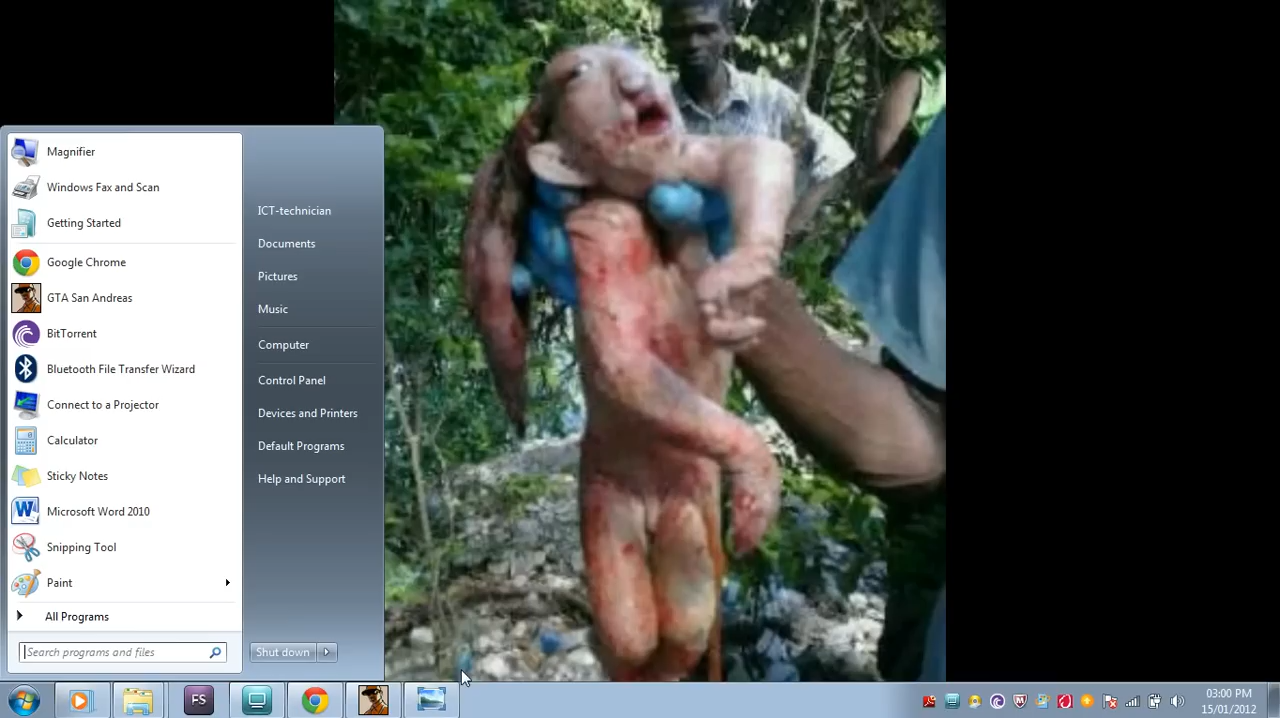 Magnifier
Windows Fax and Scan
Getting Started
Google Chrome
GTA San Andreas
BitTorrent
Bluetooth File Transfer Wizard
Connect to a Projector
Calculator
Sticky Notes
Microsoft Word 2010
Snipping Tool
Paint
All Programs
Search programs and files
ICT-technician
Documents
Pictures
Music
Computer
Control Panel
Devices and Printers
Default Programs
Help and Support
Shut down
FS
03:00 PM
15/01/2012